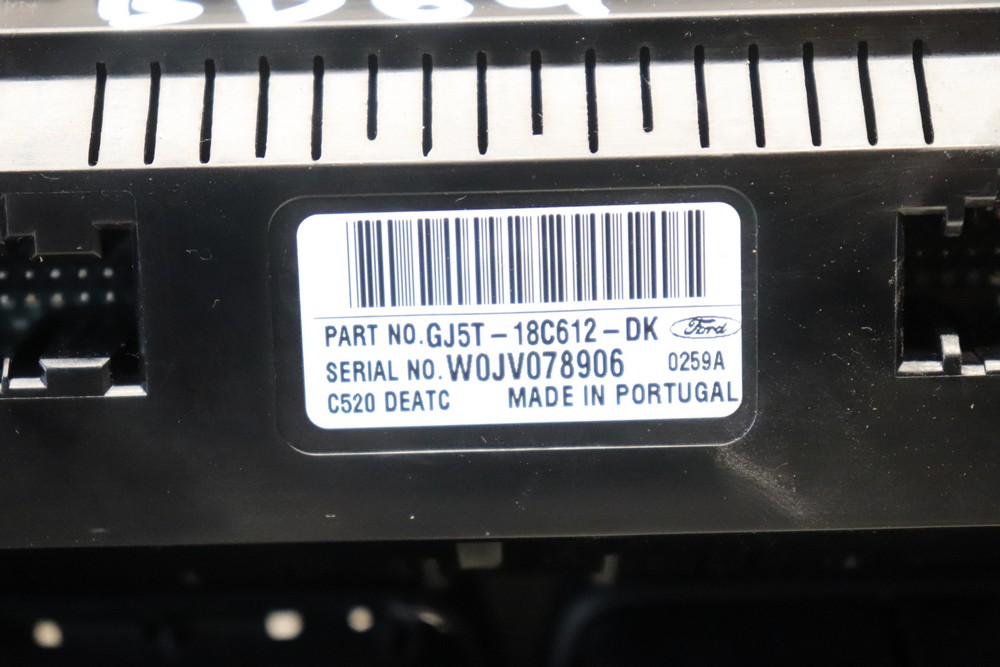 PART NO. GJ5T-18C612-DK Ford
SERIAL NO. W0JV078906 0259A
C520 DEATC MADE IN PORTUGAL